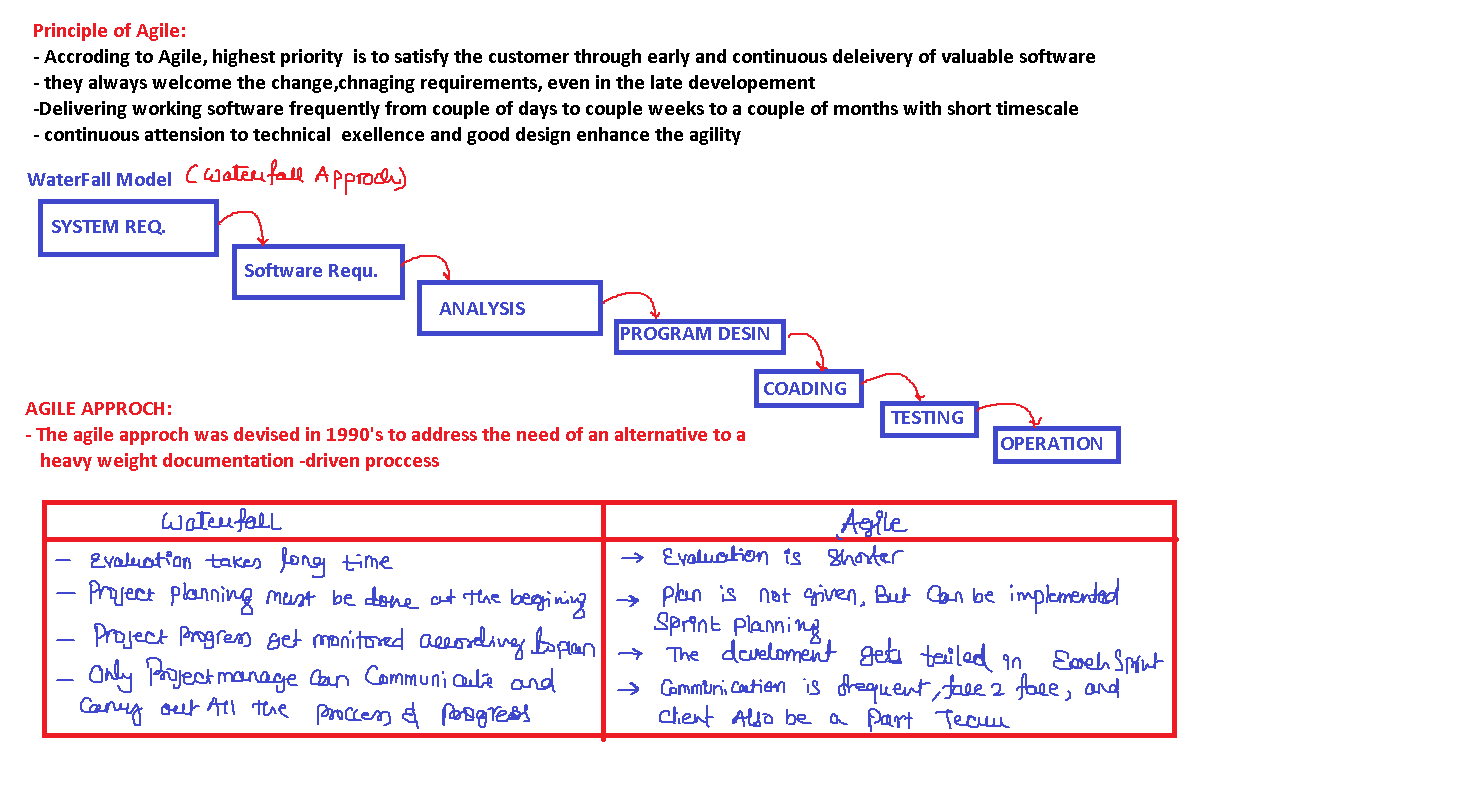 Principle of Agile:
- Accroding to Agile, highest priority is to satisfy the customer through early and continuous deleivery of valuable software
- they always welcome the change,chnaging requirements, even in the late developement
-Delivering working software frequently from couple of days to couple weeks to a couple of months with short timescale
- continuous attension to technical exellence and good design enhance the agility
WaterFall Model (Waterfall Approch)
SYSTEM REQ.
Software Requ.
ANALYSIS
PROGRAM DESIN
COADING
TESTING
OPERATION
AGILE APPROCH:
- The agile approch was devised in 1990's to address the need of an alternative to a
heavy weight documentation -driven proccess
Waterfall
- Evaluation takes long time
- Project planning must be done at the begining
- Project Progress get monitored according to plan
- Only Project manage can Communicate and
Carry out All the process & progress
Agile
→ Evaluation is shorter
→ Plan is not given, But Can be implemented
Sprint Planning
→ The develoment gets in Each Sprint
→ Communication is frequent, face 2 face, and
client Also be a Part Team